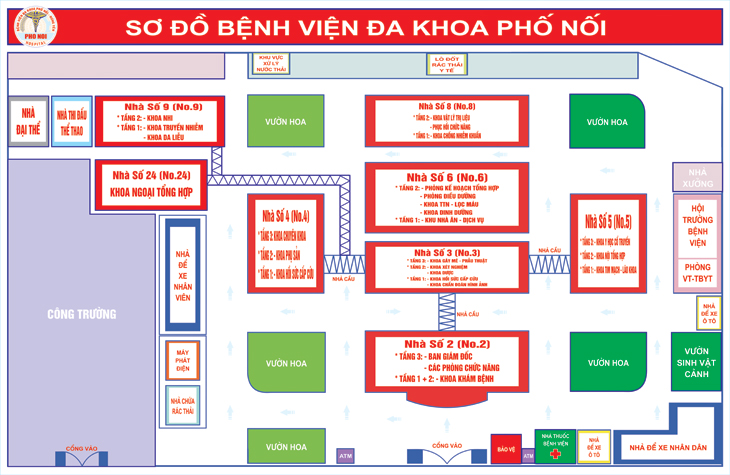 SƠ ĐỒ BỆNH VIỆN ĐA KHOA PHỐ NỐI
PHO NOI
HOSPITAL
KHU VỰC
XỬ LÝ
NƯỚC THẢI
LÒ ĐỐT
RÁC THẢI
Y TẾ
NHÀ
ĐẠI THỂ
NHÀ THI ĐẤU
THỂ THAO
Nhà Số 9 (No.9)
* TẦNG 2: - KHOA NHI
* TẦNG 1: - KHOA TRUYỀN NHIỄM
- KHOA DA LIỄU
VƯỜN HOA
Nhà Số 8 (No.8)
* TẦNG 2: - KHOA VẬT LÝ TRỊ LIỆU
- PHỤC HỒI CHỨC NĂNG
* TẦNG 1: - KHOA CHỐNG NHIỄM KHUẨN
VƯỜN HOA
Nhà Số 24 (No.24)
KHOA NGOẠI TỔNG HỢP
Nhà Số 6 (No.6)
* TẦNG 2: - PHÒNG KẾ HOẠCH TỔNG HỢP
- PHÒNG ĐIỀU DƯỠNG
- KHOA TTN - LỌC MÁU
- KHOA DINH DƯỠNG
* TẦNG 1: - KHU NHÀ ĂN - DỊCH VỤ
NHÀ
XƯỞNG
Nhà Số 4 (No.4)
* TẦNG 3: KHOA CHUYÊN KHOA
* TẦNG 2: - KHOA PHỤ SẢN
* TẦNG 1: - KHOA HỒI SỨC CẤP CỨU
Nhà Số 5 (No.5)
* TẦNG 3: - KHOA Y HỌC CỔ TRUYỀN
* TẦNG 2: - KHOA NỘI TỔNG HỢP
* TẦNG 1: - KHOA TIM MẠCH - LÃO KHOA
HỘI
TRƯỜNG
BỆNH
VIỆN
PHÒNG
VT-TBYT
NHÀ
ĐỂ XE
NHÂN
VIÊN
NHÀ CẦU
Nhà Số 3 (No.3)
* TẦNG 3: - KHOA GÂY MÊ - PHẪU THUẬT
* TẦNG 2: - KHOA XÉT NGHIỆM
- KHOA DƯỢC
* TẦNG 1: - KHOA HỒI SỨC CẤP CỨU
- KHOA CHẨN ĐOÁN HÌNH ẢNH
NHÀ CẦU
NHÀ CẦU
CÔNG TRƯỜNG
NHÀ
ĐỂ XE
Ô TÔ
MÁY
PHÁT
ĐIỆN
VƯỜN HOA
Nhà Số 2 (No.2)
* TẦNG 3: - BAN GIÁM ĐỐC
- CÁC PHÒNG CHỨC NĂNG
* TẦNG 1 + 2: - KHOA KHÁM BỆNH
VƯỜN HOA
VƯỜN
SINH VẬT
CẢNH
NHÀ CHỨA
RÁC THẢI
CỔNG VÀO
VƯỜN HOA
ATM
CỔNG VÀO
BẢO VỆ
ATM
NHÀ THUỐC
BỆNH VIỆN
NHÀ
ĐỂ XE
Ô TÔ
NHÀ ĐỂ XE NHÂN DÂN